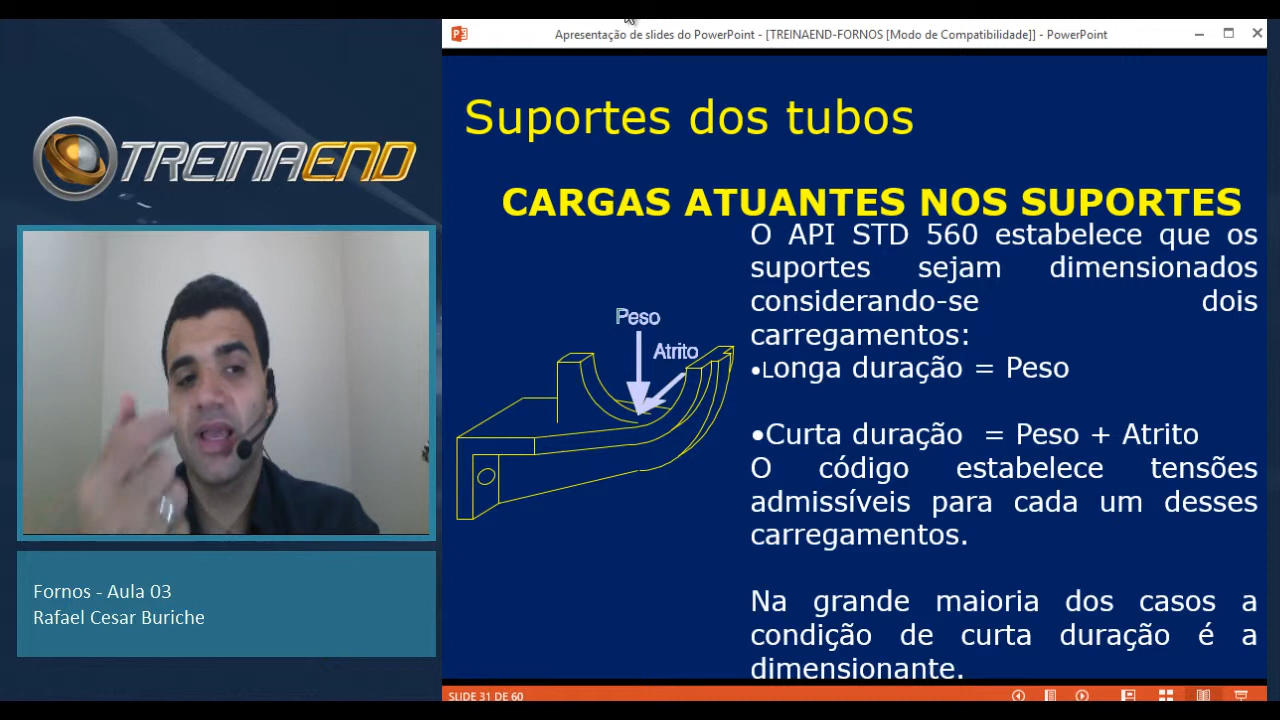 Apresentação de slides do PowerPoint - [TREINAEND-FORNOS [Modo de Compatibilidade]] - PowerPoint
TREINAEND
Fornos - Aula 03
Rafael Cesar Buriche
Suportes dos tubos
CARGAS ATUANTES NOS SUPORTES
Peso
Atrito
O API STD 560 estabelece que os
suportes sejam dimensionados
considerando-se dois
carregamentos:
•Longa duração = Peso
•Curta duração = Peso + Atrito
O código estabelece tensões
admissíveis para cada um desses
carregamentos.
Na grande maioria dos casos a
condição de curta duração é a
dimensionante.
SLIDE 31 DE 60